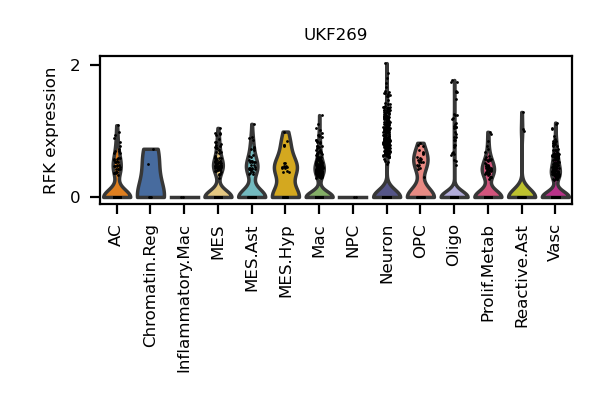 UKF269
RFK expression
2
0
AC
Chromatin.Reg
Inflammatory.Mac
MES
MES.Ast
MES.Hyp
Mac
NPC
Neuron
OPC
Oligo
Prolif.Metab
Reactive.Ast
Vasc